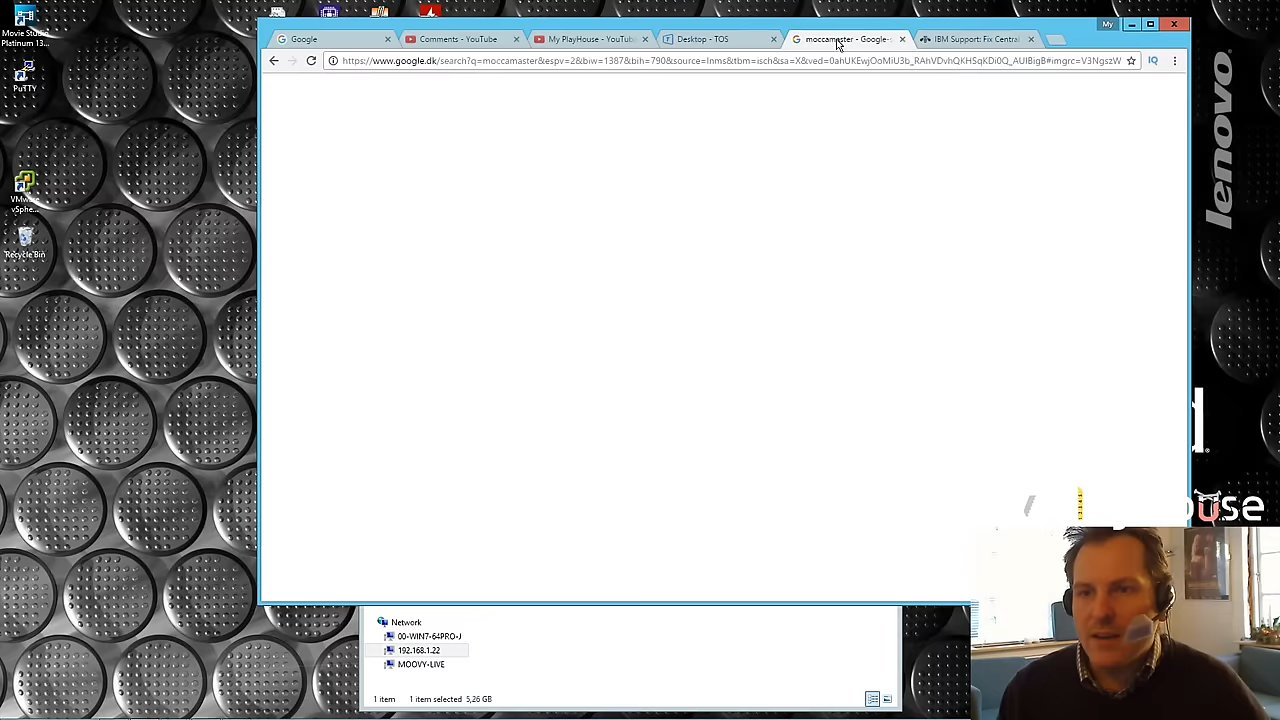 Movie Studio
Platinum 13...
PuTTY
VMware
vSphe...
Recycle Bin
My
Google
Comments - YouTube
My PlayHouse - YouTub
Desktop - TOS
moccamaster - Google-
IBM Support: Fix Centra
https://www.google.dk/search?q=moccamaster&espv=2&biw=1387&bih=790&source=lnms&tbm=isch&sa=X&ved=0ahUKEwjOoMiU3b_RAhVDvhQKHSqKDi0Q_AUIBigB#imgrc=V3NgszW
IQ
lenovo
d.
use
Network
00-WIN7-64PRO-J
192.168.1.22
MOOVY-LIVE
1 item 1 item selected 5,26 GB